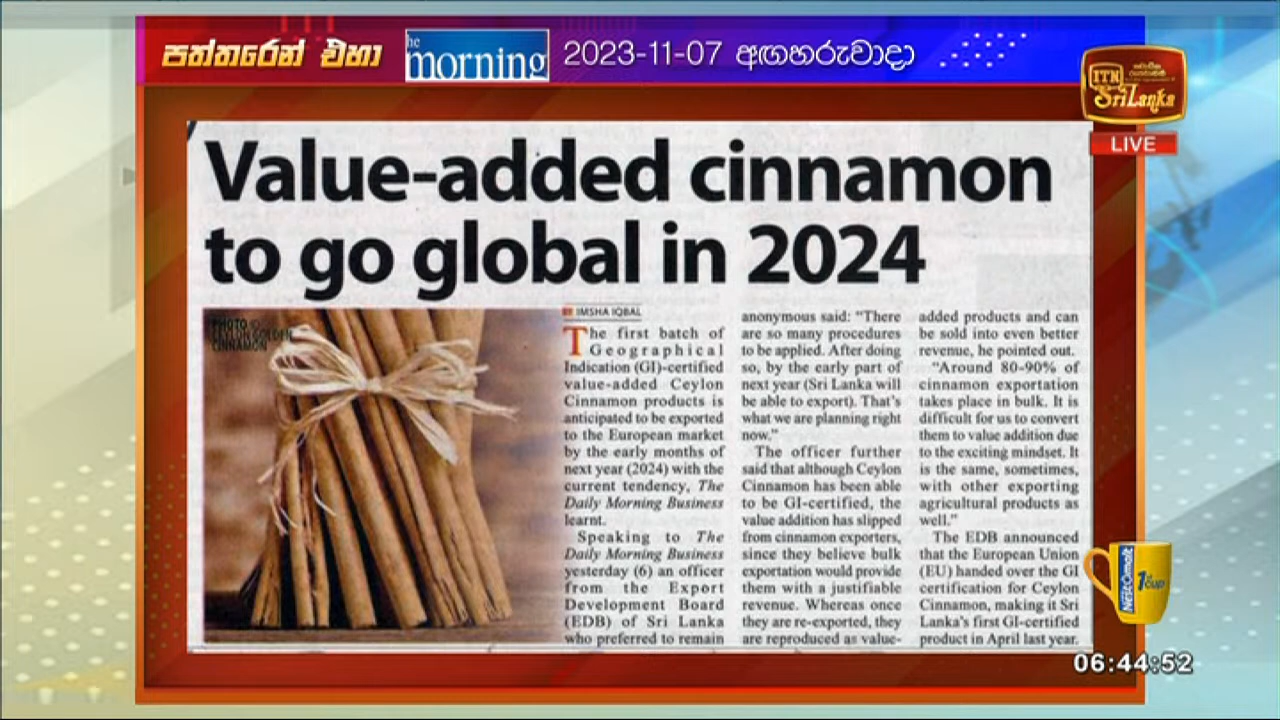 පත්තරෙන් එහා
the morning
2023-11-07 අඟහරුවාදා
ITN
Sri Lanka
LIVE
Value-added cinnamon
to go global in 2024
PHOTO ©
CEYLON GOLDEN
CINNAMON
IMSHA IQBAL
The first batch of
Geographical
Indication (GI)-certified
value-added Ceylon
Cinnamon products is
anticipated to be exported
to the European market
by the early months of
next year (2024) with the
current tendency, The
Daily Morning Business
learnt.
Speaking to The
Daily Morning Business
yesterday (6) an officer
from the Export
Development Board
(EDB) of Sri Lanka
who preferred to remain
anonymous said: “There
are so many procedures
to be applied. After doing
so, by the early part of
next year (Sri Lanka will
be able to export). That’s
what we are planning right
now.”
The officer further
said that although Ceylon
Cinnamon has been able
to be GI-certified, the
value addition has slipped
from cinnamon exporters,
since they believe bulk
exportation would provide
them with a justifiable
revenue. Whereas once
they are re-exported, they
are reproduced as value-
added products and can
be sold into even better
revenue, he pointed out.
“Around 80-90% of
cinnamon exportation
takes place in bulk. It is
difficult for us to convert
them to value addition due
to the exciting mindset. It
is the same, sometimes,
with other exporting
agricultural products as
well.”
The EDB announced
that the European Union
(EU) handed over the GI
certification for Ceylon
Cinnamon, making it Sri
Lanka’s first GI-certified
product in April last year.
Nestomalt
1st CUP
06:44:52